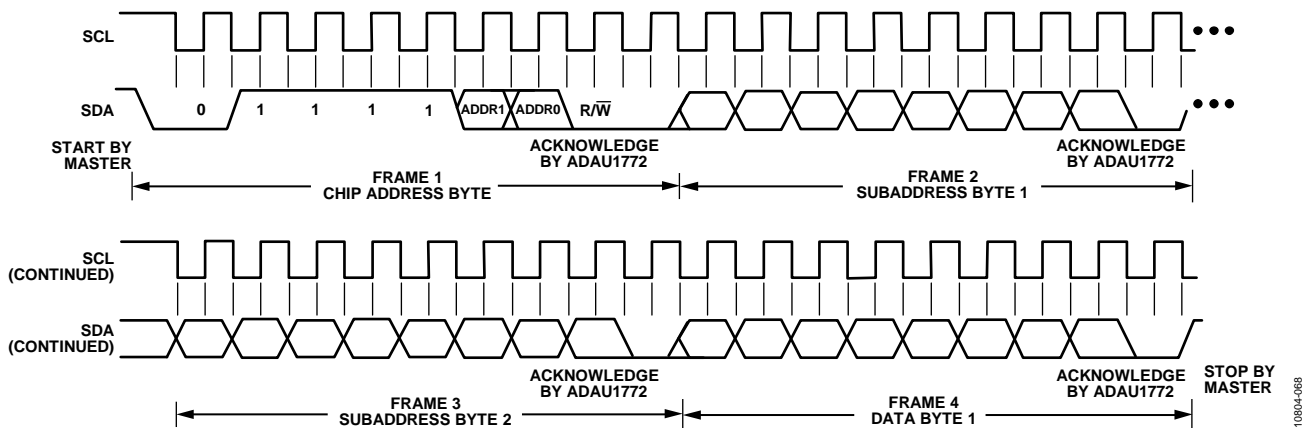 SCL
SDA
0 1 1 1 1 ADDR1 ADDR0 R/W̅
START BY
MASTER
ACKNOWLEDGE
BY ADAU1772
ACKNOWLEDGE
BY ADAU1772
FRAME 1
CHIP ADDRESS BYTE
FRAME 2
SUBADDRESS BYTE 1
SCL
(CONTINUED)
SDA
(CONTINUED)
ACKNOWLEDGE
BY ADAU1772
ACKNOWLEDGE
BY ADAU1772
STOP BY
MASTER
FRAME 3
SUBADDRESS BYTE 2
FRAME 4
DATA BYTE 1
10804-068